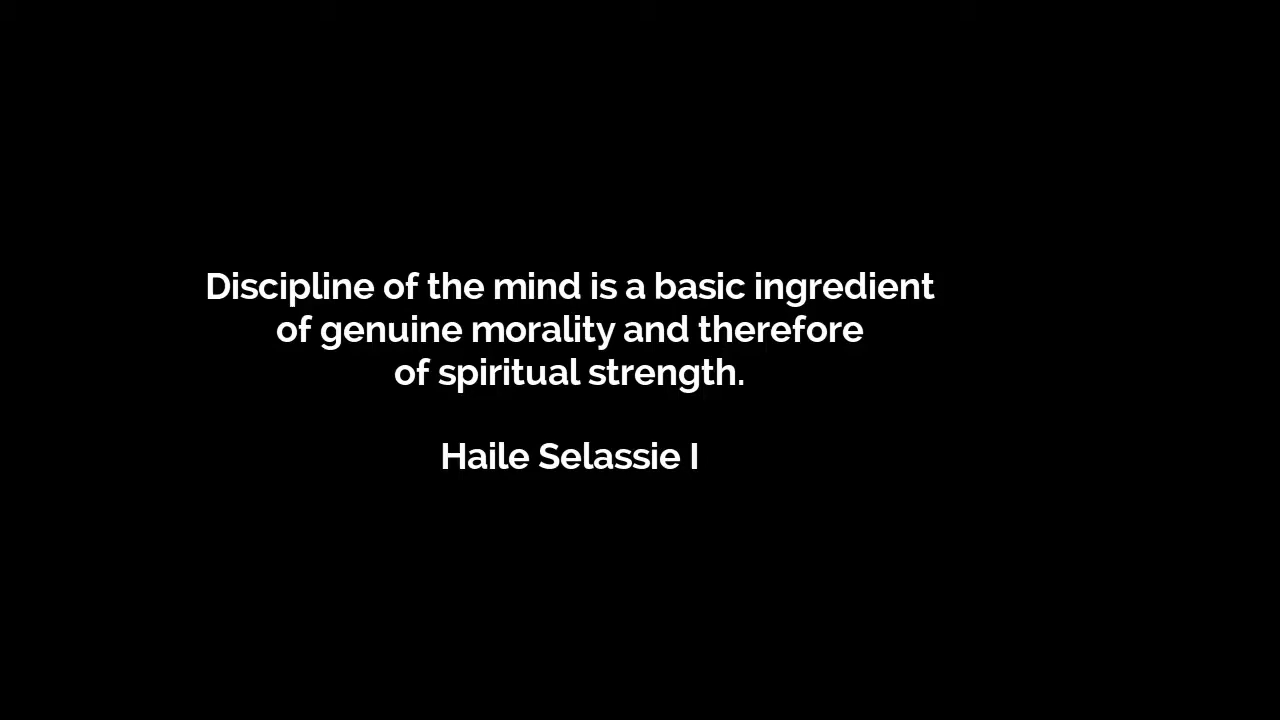 Discipline of the mind is a basic ingredient
of genuine morality and therefore
of spiritual strength.
Haile Selassie I